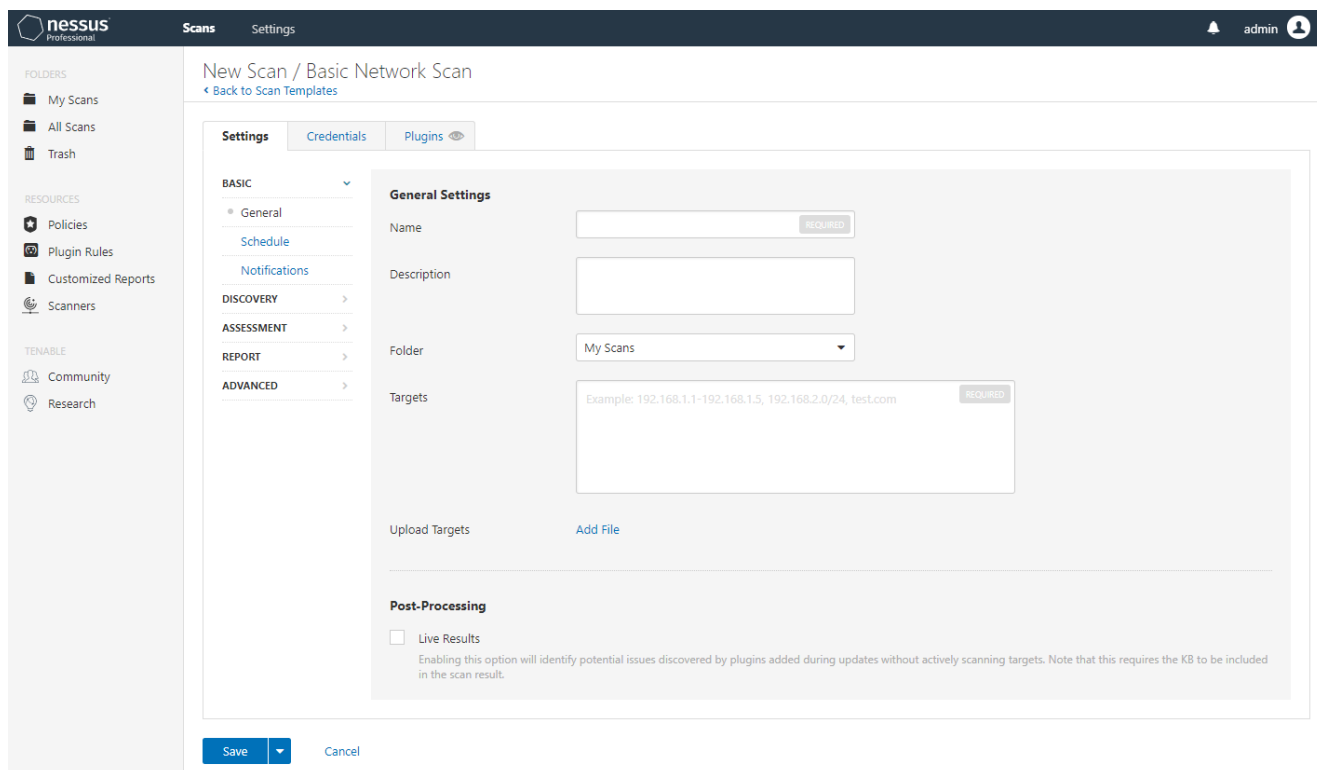 nessus
Professional
Scans
Settings
admin
FOLDERS
My Scans
All Scans
Trash
RESOURCES
Policies
Plugin Rules
Customized Reports
Scanners
TENABLE
Community
Research
New Scan / Basic Network Scan
Back to Scan Templates
Settings
Credentials
Plugins
BASIC
General
Schedule
Notifications
DISCOVERY
ASSESSMENT
REPORT
ADVANCED
General Settings
Name
REQUIRED
Description
Folder
My Scans
Targets
Example: 192.168.1.1-192.168.1.5, 192.168.2.0/24, test.com
REQUIRED
Upload Targets
Add File
Post-Processing
Live Results
Enabling this option will identify potential issues discovered by plugins added during updates without actively scanning targets. Note that this requires the KB to be included
in the scan result.
Save
Cancel